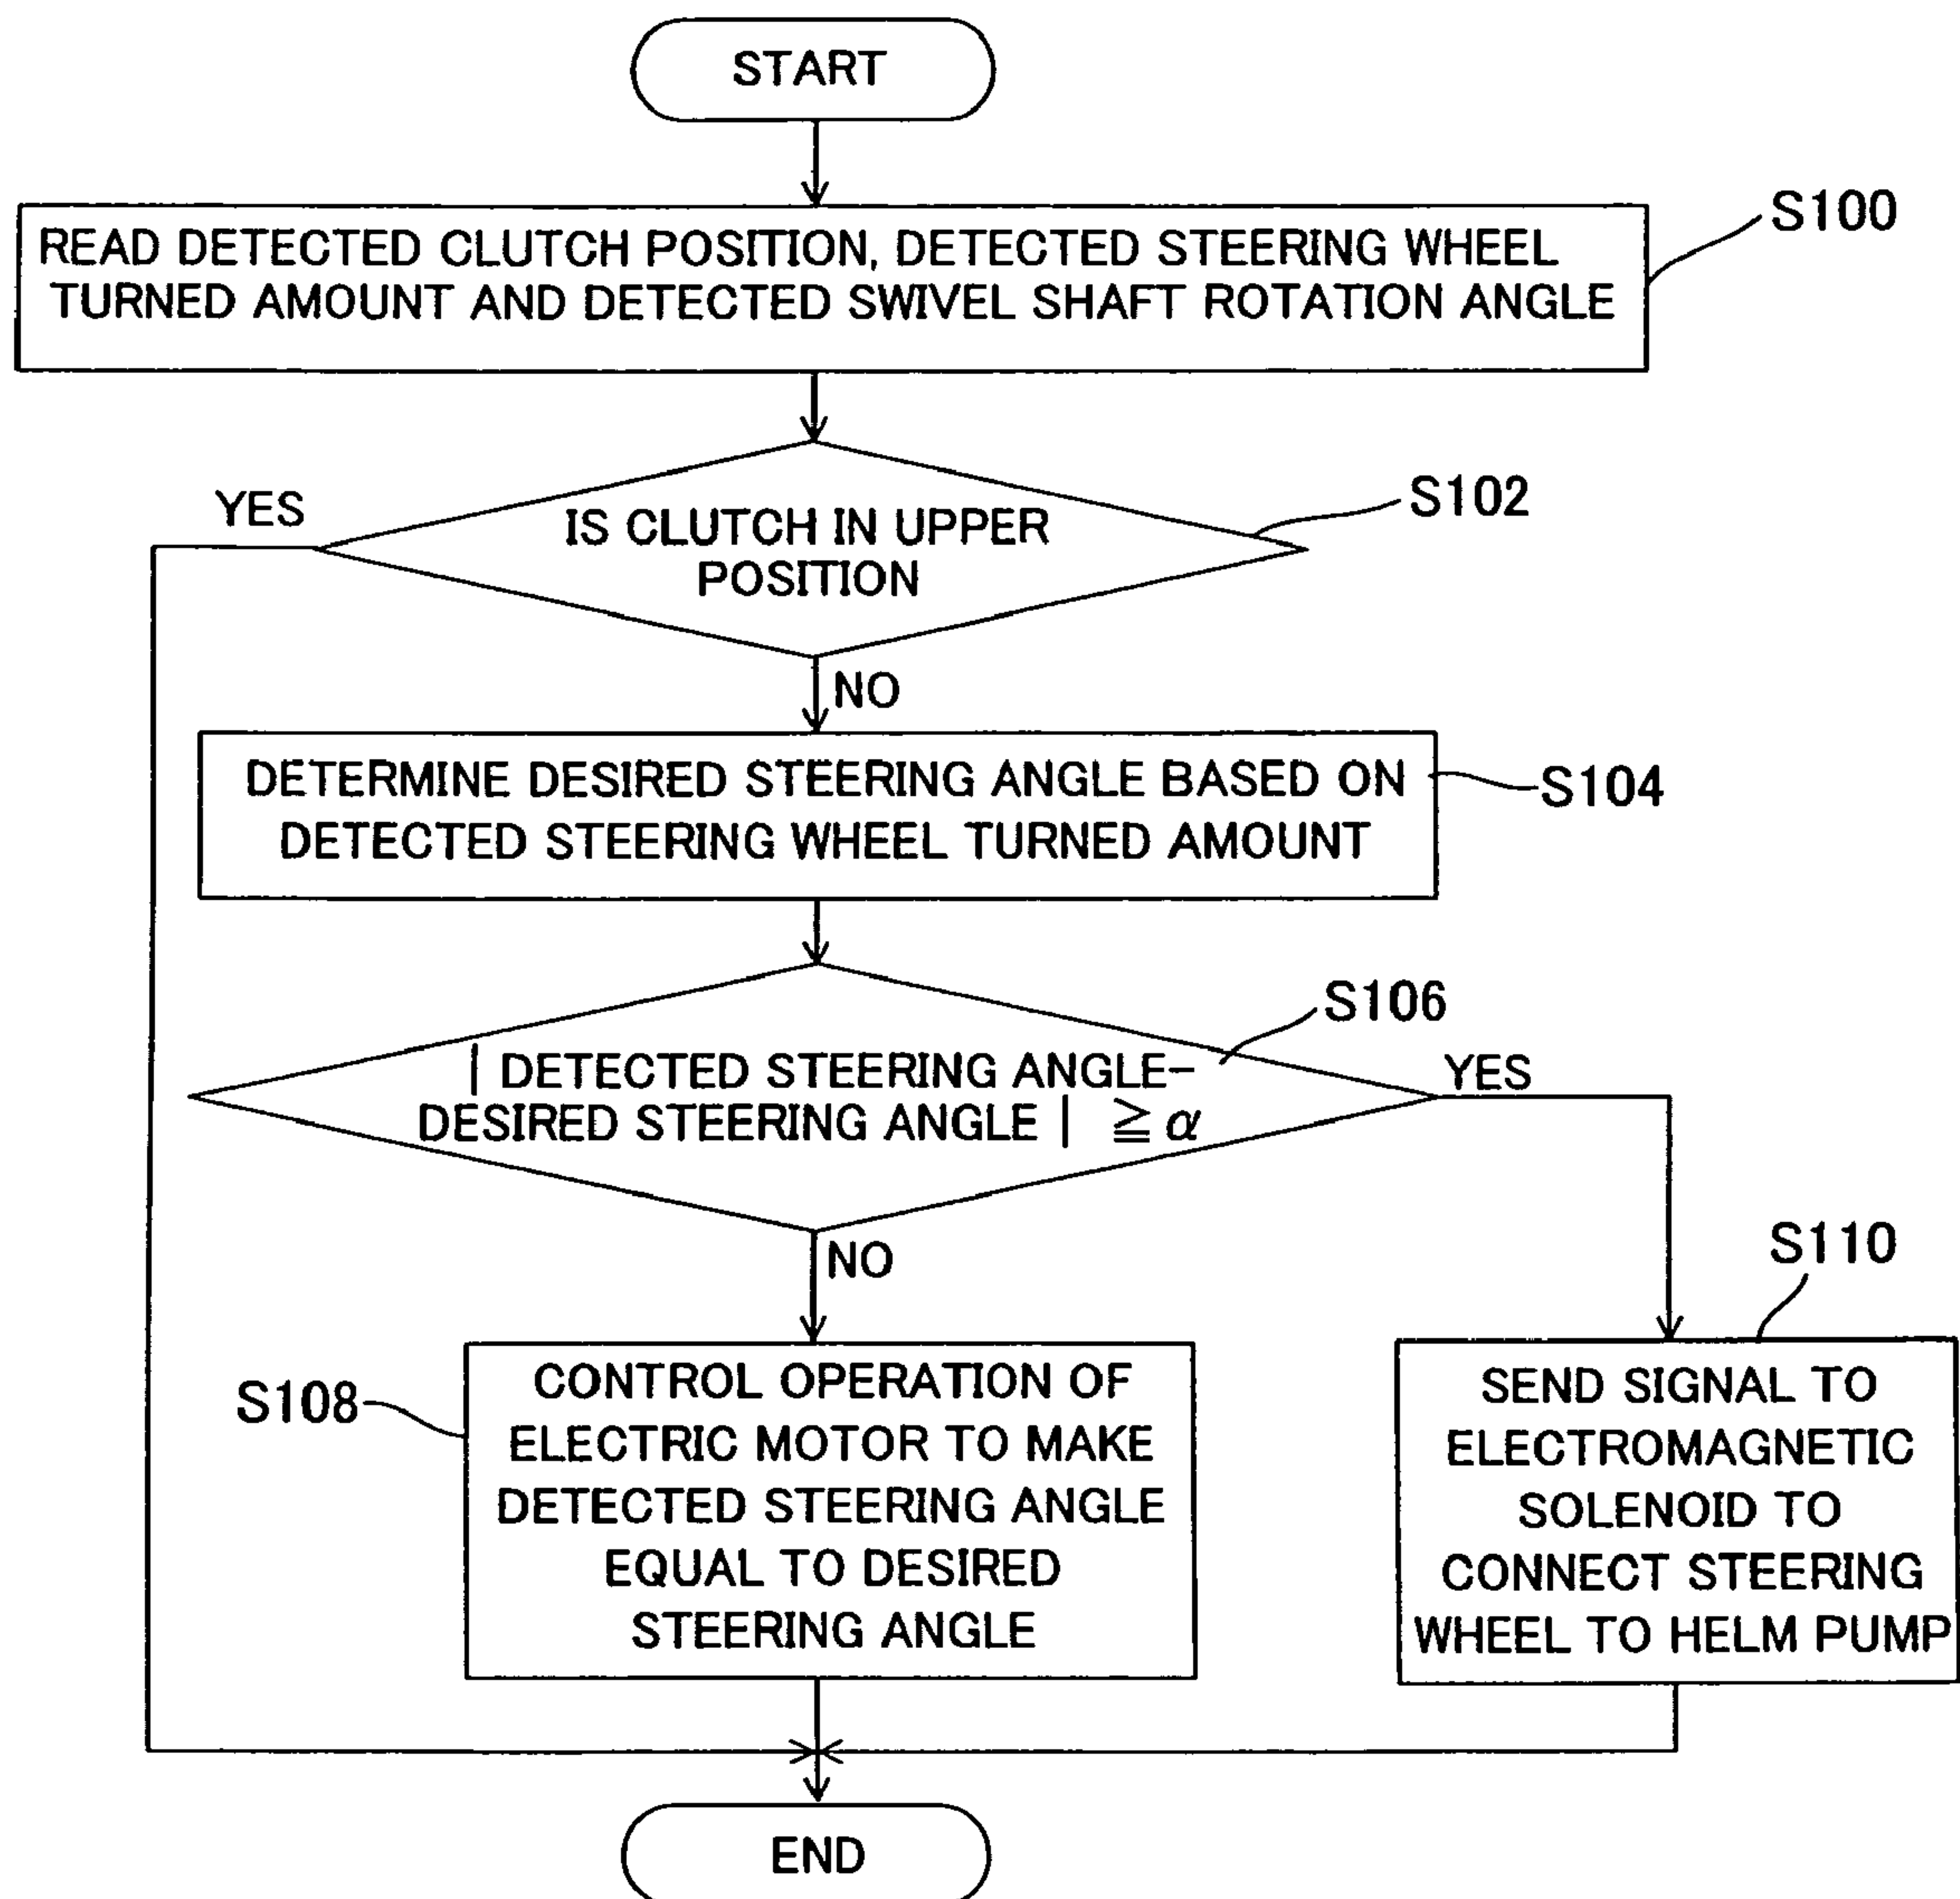 START
S100
READ DETECTED CLUTCH POSITION, DETECTED STEERING WHEEL
TURNED AMOUNT AND DETECTED SWIVEL SHAFT ROTATION ANGLE
S102
YES
IS CLUTCH IN UPPER
POSITION
NO
DETERMINE DESIRED STEERING ANGLE BASED ON
DETECTED STEERING WHEEL TURNED AMOUNT
S104
S106
| DETECTED STEERING ANGLE-
DESIRED STEERING ANGLE | ≧ α
YES
NO
S110
S108
CONTROL OPERATION OF
ELECTRIC MOTOR TO MAKE
DETECTED STEERING ANGLE
EQUAL TO DESIRED
STEERING ANGLE
SEND SIGNAL TO
ELECTROMAGNETIC
SOLENOID TO
CONNECT STEERING
WHEEL TO HELM PUMP
END